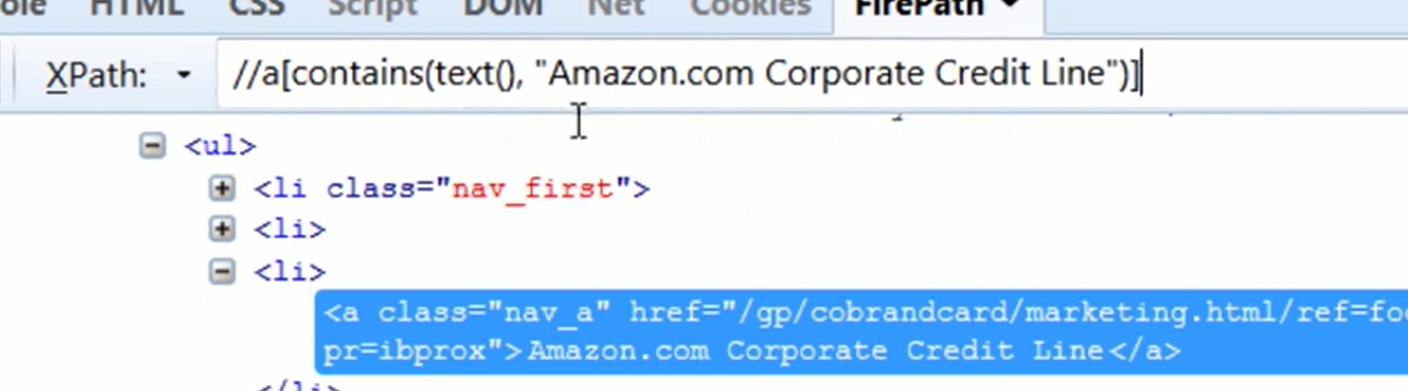 ole HTML CSS Script DOM Net Cookies FirePath
XPath: //a[contains(text(), "Amazon.com Corporate Credit Line")]
<ul>
<li class="nav_first">
<li>
<li>
<a class="nav_a" href="/gp/cobrandcard/marketing.html/ref=foo
pr=ibprox">Amazon.com Corporate Credit Line</a>
</li>